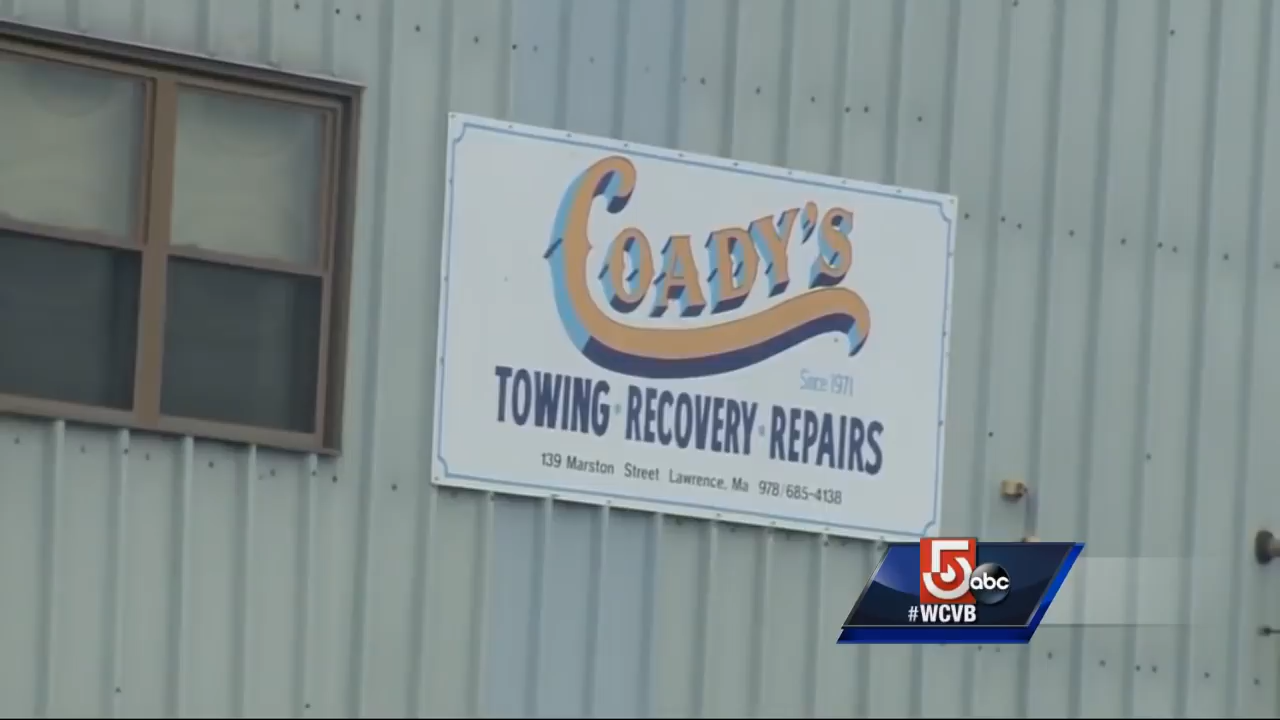 COADY'S
Since 1971
TOWING · RECOVERY · REPAIRS
139 Marston Street Lawrence, Ma 978/685-4138
5 abc
#WCVB